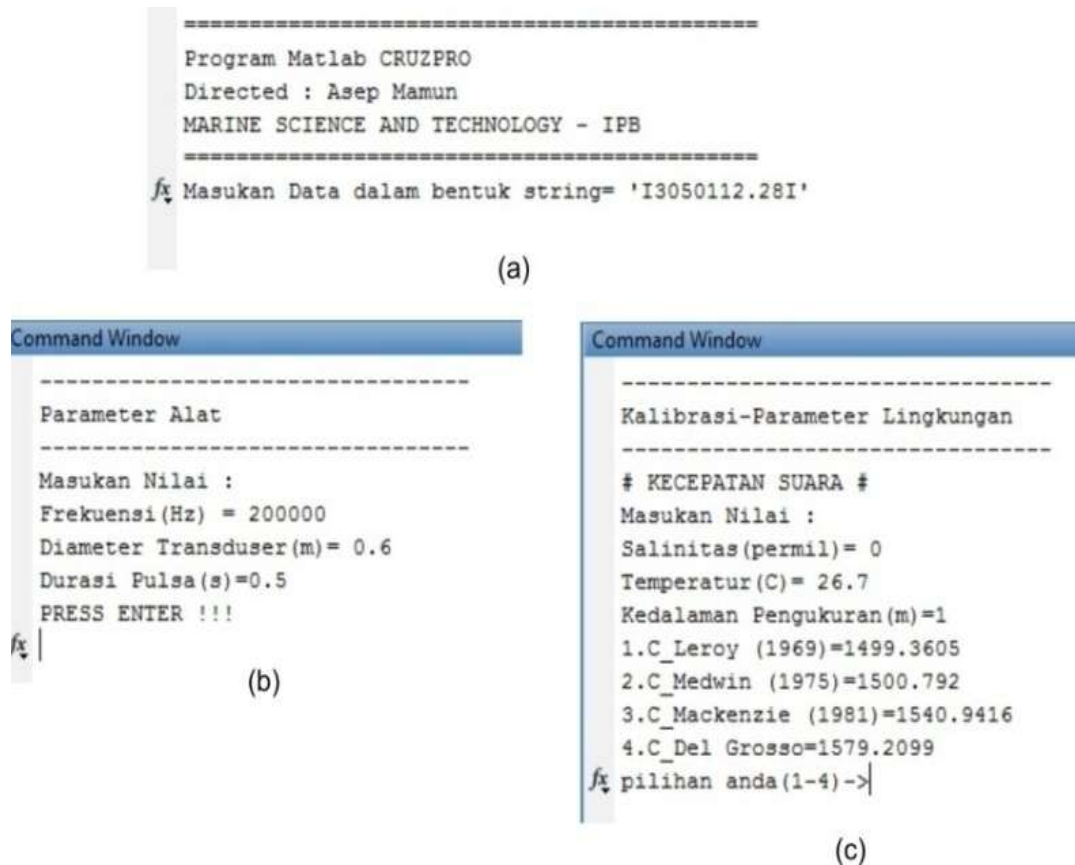 ==============================================
Program Matlab CRUZPRO
Directed : Asep Mamun
MARINE SCIENCE AND TECHNOLOGY - IPB
==============================================
fx Masukan Data dalam bentuk string= 'I3050112.28I'
(a)
Command Window
---------------------------------
Parameter Alat
---------------------------------
Masukan Nilai :
Frekuensi(Hz) = 200000
Diameter Transduser(m)= 0.6
Durasi Pulsa(s)=0.5
PRESS ENTER !!!
fx
(b)
Command Window
---------------------------------
Kalibrasi-Parameter Lingkungan
---------------------------------
# KECEPATAN SUARA #
Masukan Nilai :
Salinitas(permil)= 0
Temperatur(C)= 26.7
Kedalaman Pengukuran(m)=1
1.C_Leroy (1969)=1499.3605
2.C_Medwin (1975)=1500.792
3.C_Mackenzie (1981)=1540.9416
4.C_Del Grosso=1579.2099
fx pilihan anda(1-4)->
(c)